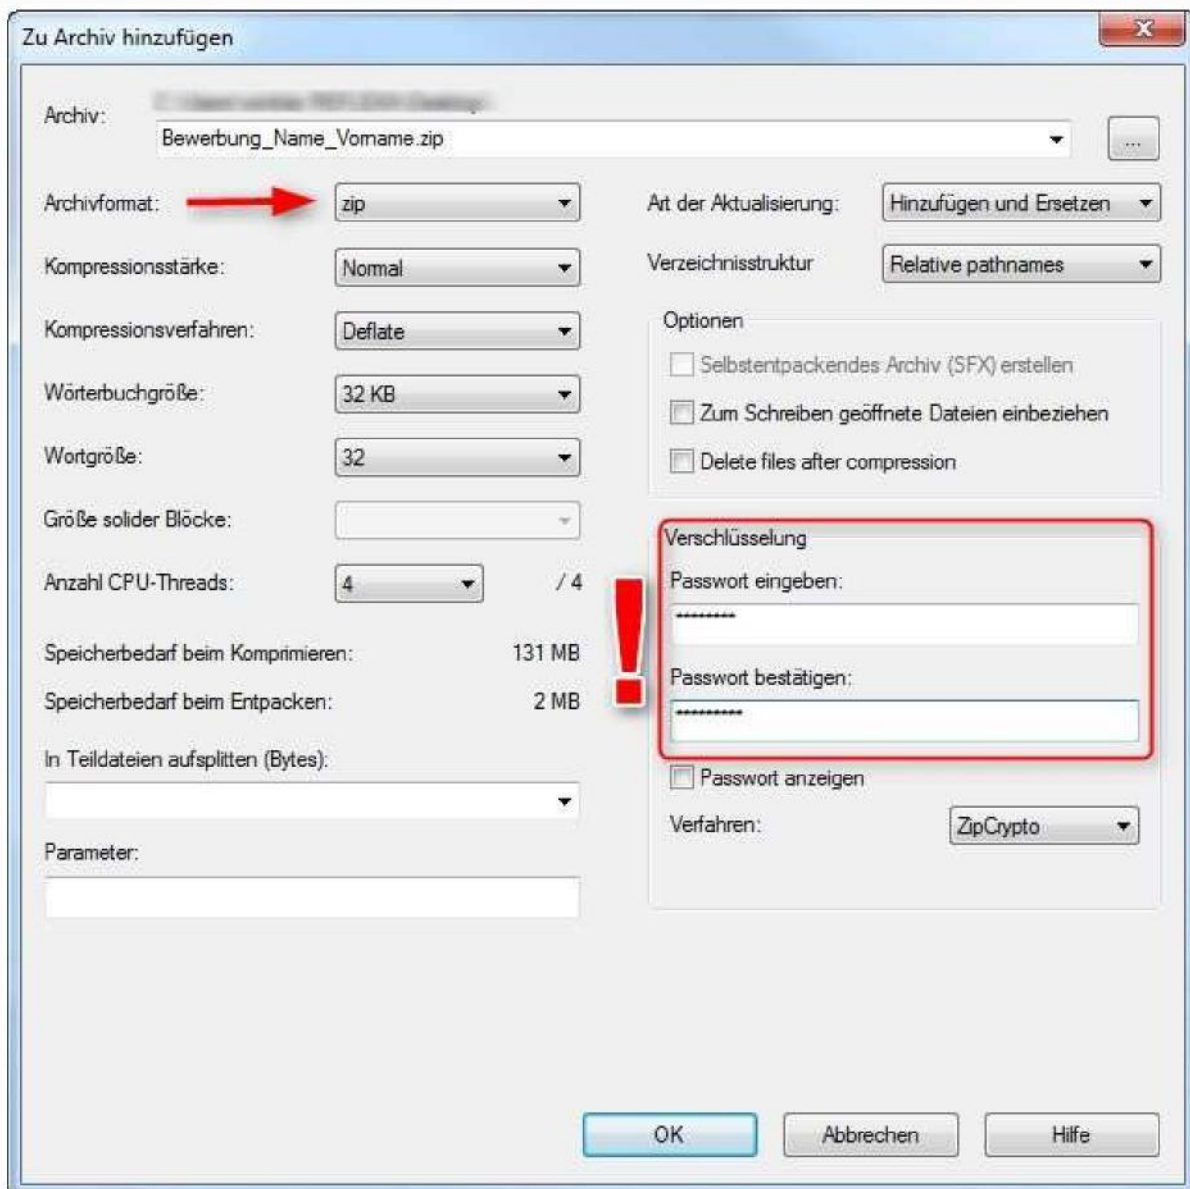 Zu Archiv hinzufügen
Archiv:
Bewerbung_Name_Vorname.zip
...
Archivformat:
zip
Kompressionsstärke:
Normal
Kompressionsverfahren:
Deflate
Wörterbuchgröße:
32 KB
Wortgröße:
32
Größe solider Blöcke:
Anzahl CPU-Threads:
4
/ 4
Speicherbedarf beim Komprimieren:
131 MB
Speicherbedarf beim Entpacken:
2 MB
In Teildateien aufsplitten (Bytes):
Parameter:
Art der Aktualisierung:
Hinzufügen und Ersetzen
Verzeichnisstruktur
Relative pathnames
Optionen
Selbstentpackendes Archiv (SFX) erstellen
Zum Schreiben geöffnete Dateien einbeziehen
Delete files after compression
!
Verschlüsselung
Passwort eingeben:
********
Passwort bestätigen:
*********
Passwort anzeigen
Verfahren:
ZipCrypto
OK
Abbrechen
Hilfe